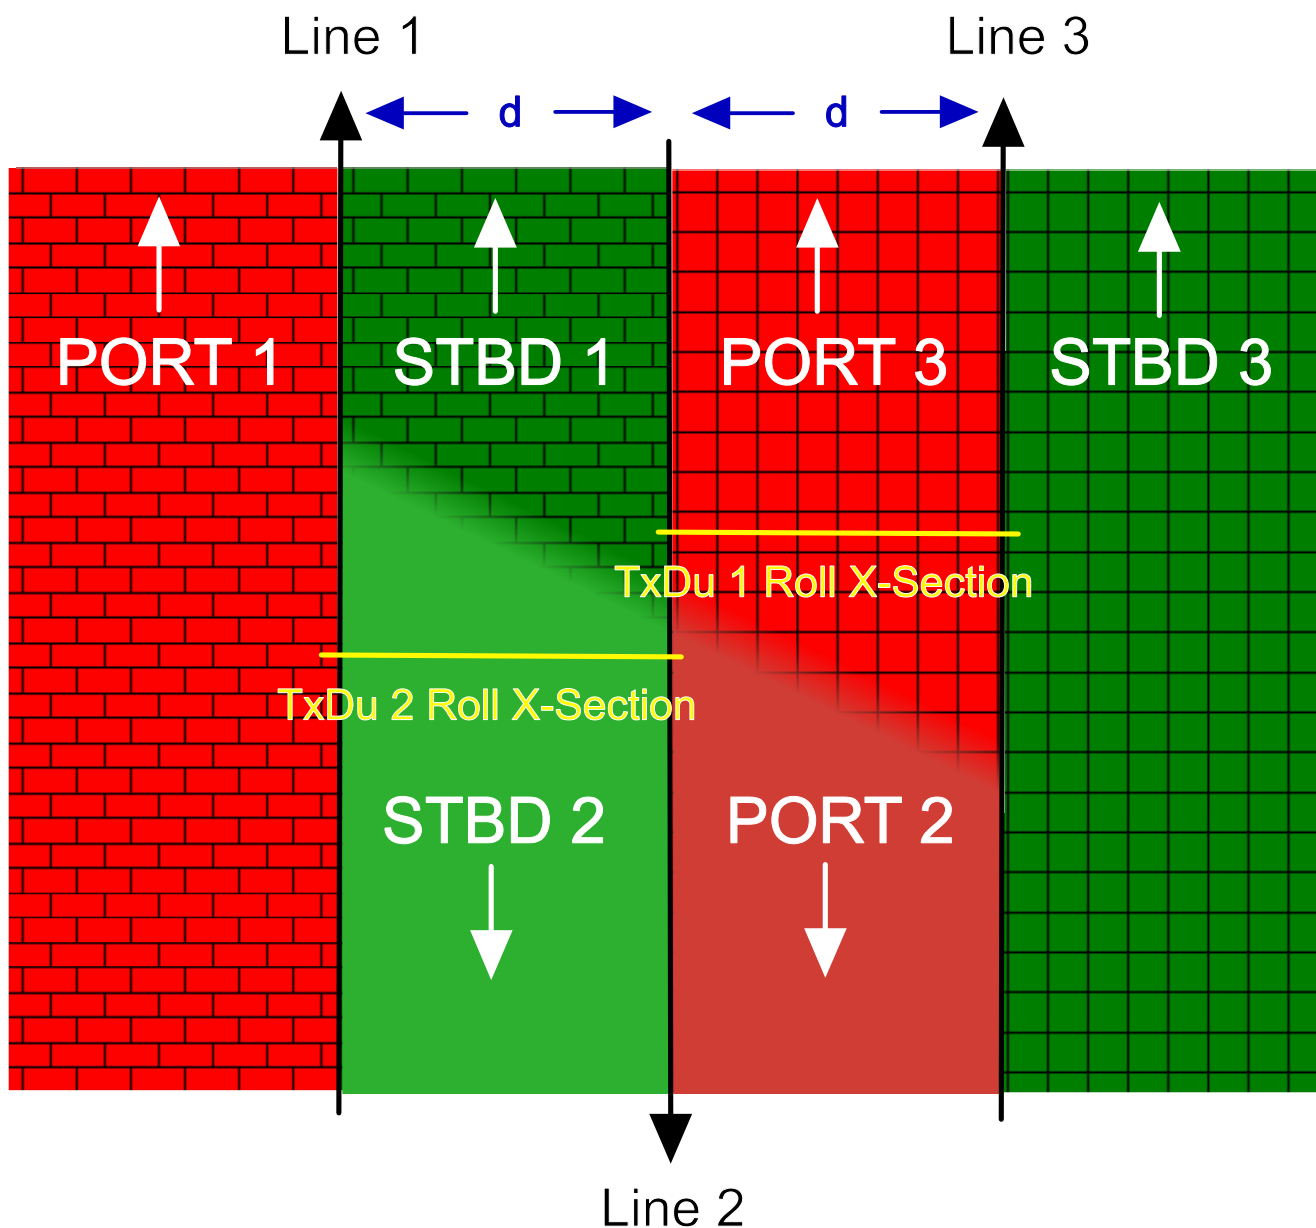 Line 1
Line 3
d
d
PORT 1
STBD 1
PORT 3
STBD 3
TxDu 1 Roll X-Section
TxDu 2 Roll X-Section
STBD 2
PORT 2
Line 2